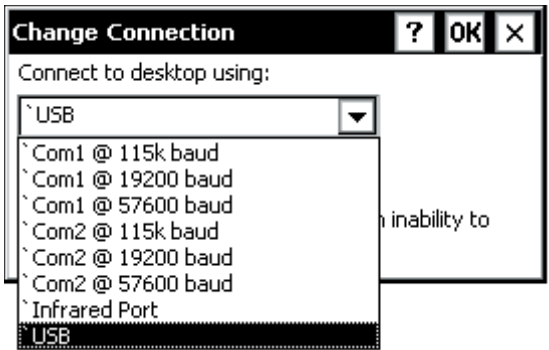 Change Connection ? OK ×
Connect to desktop using:
`USB
`Com1 @ 115k baud
`Com1 @ 19200 baud
`Com1 @ 57600 baud
`Com2 @ 115k baud
inability to
`Com2 @ 19200 baud
`Com2 @ 57600 baud
`Infrared Port
`USB